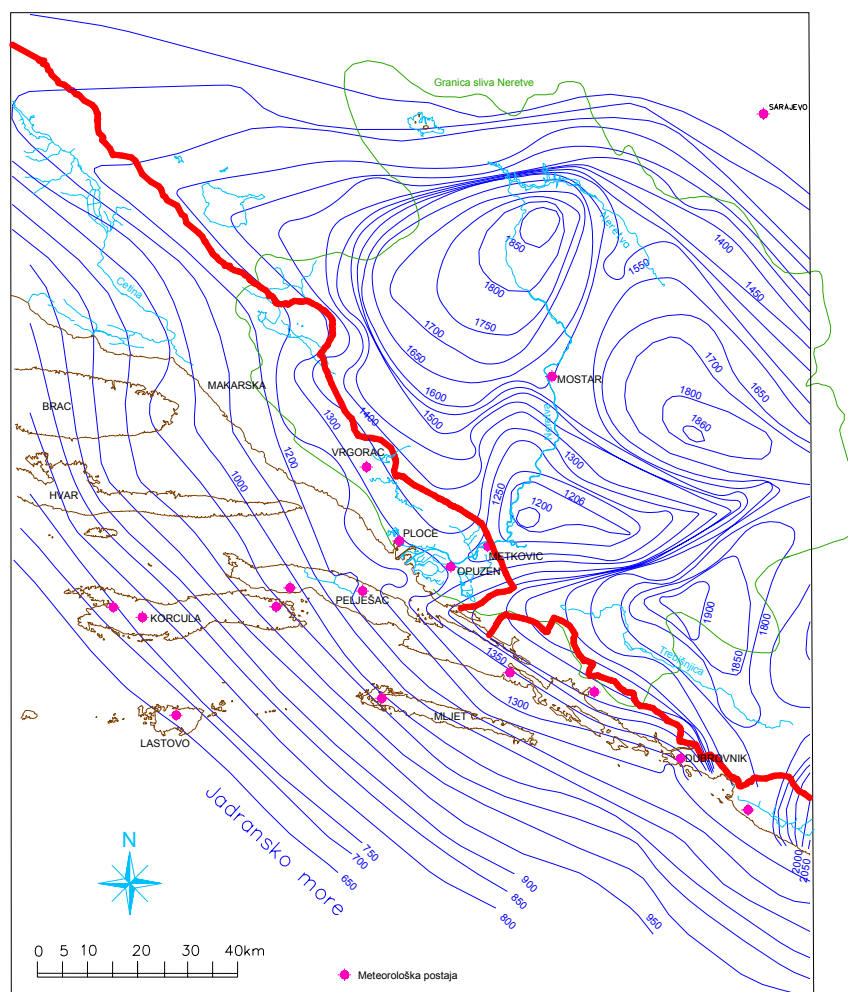 Granica sliva Neretve
SARAJEVO
Neretva
1400
1550
1450
1850
1800
1750
1700
1650
1600
1500
Cetina
MAKARSKA
BRAC
HVAR
1300
1400
VRGORAC
1000
1200
MOSTAR
Neretva
1700
1650
1800
1860
1300
1250
1200
1206
PLOCE
METKOVIC
OPUZEN
PELJEŠAC
KORCULA
LASTOVO
MLJET C.
1350
1300
1900
1800
1850
Trebišnjica
DUBROVNIK
2000
2050
Jadransko more
750
700
650
900
850
800
950
N
0 5 10 20 40km
Meteorološka postaja